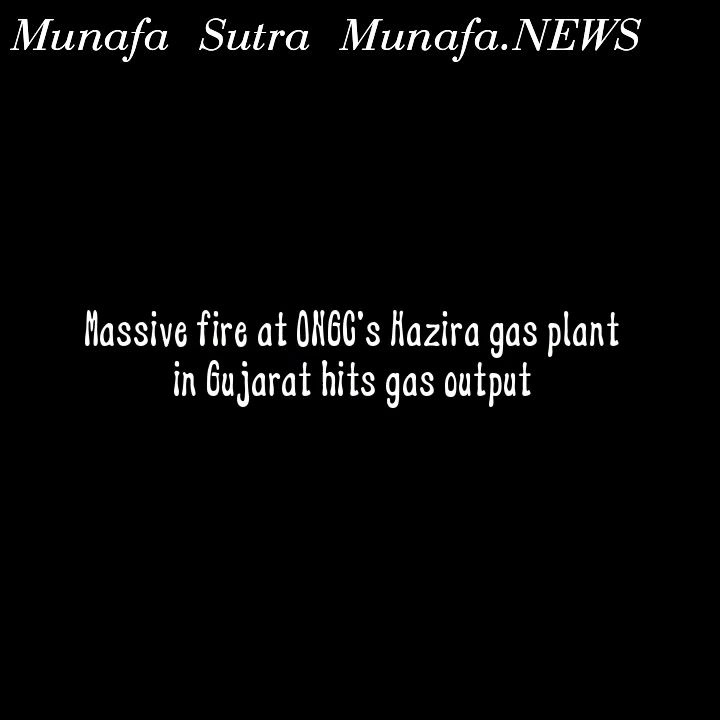 Munafa Sutra Munafa.NEWS
Massive fire at ONGC's Hazira gas plant
in Gujarat hits gas output